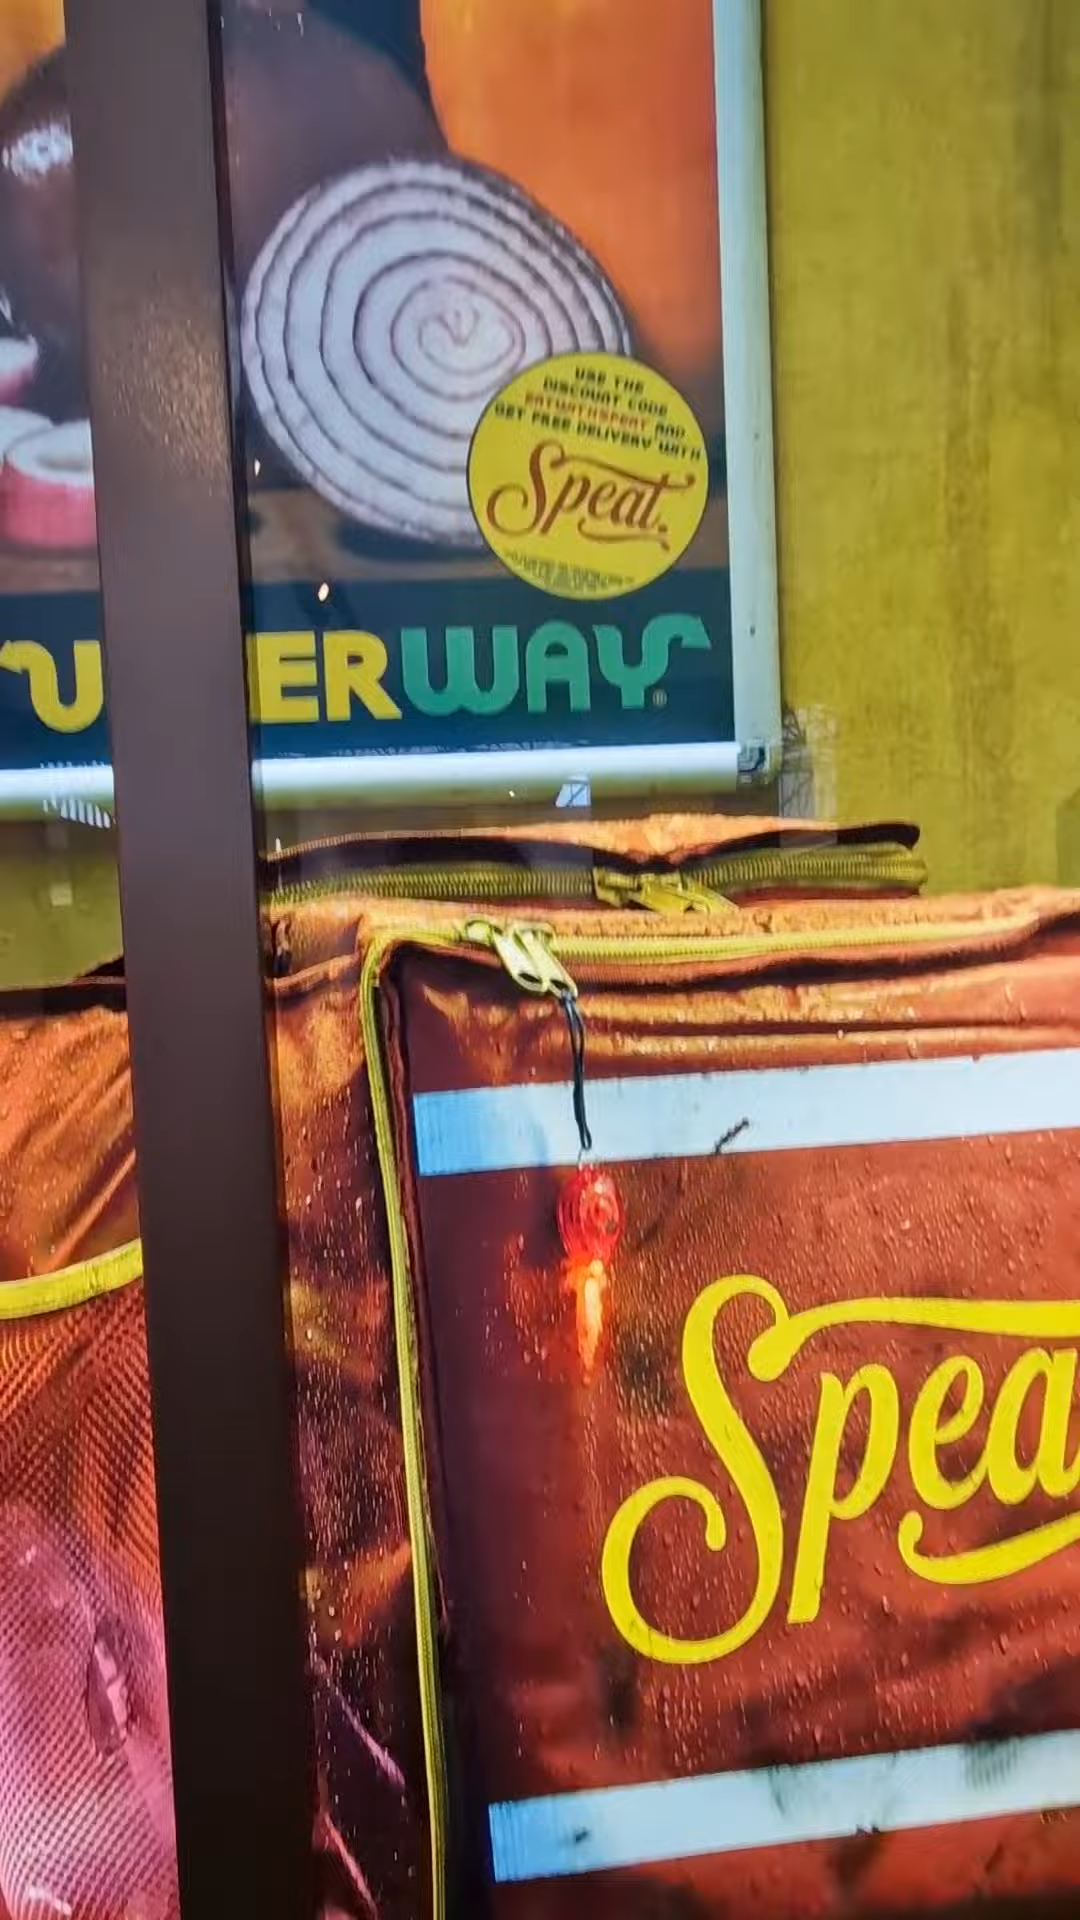 USE THE
DISCOUNT CODE
EATWITHSPEAT AND
GET FREE DELIVERY WITH
Speat.
U ERWAY®
Spea